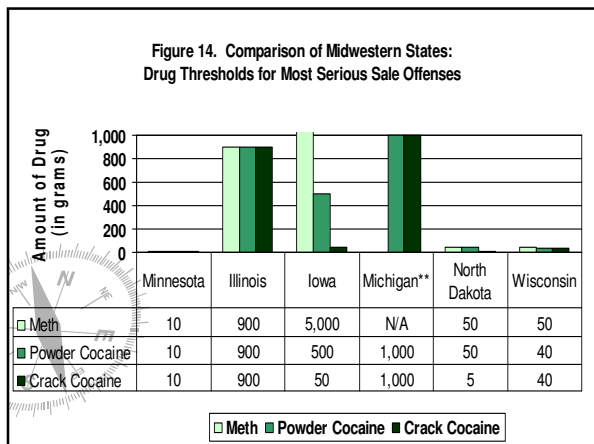 Figure 14. Comparison of Midwestern States:
Drug Thresholds for Most Serious Sale Offenses
Amount of Drug
(in grams)
1,000
800
600
400
200
0
Minnesota Illinois Iowa Michigan** North Dakota Wisconsin
Meth 10 900 5,000 N/A 50 50
Powder Cocaine 10 900 500 1,000 50 40
Crack Cocaine 10 900 50 1,000 5 40
Meth Powder Cocaine Crack Cocaine
N
NE
E
NW